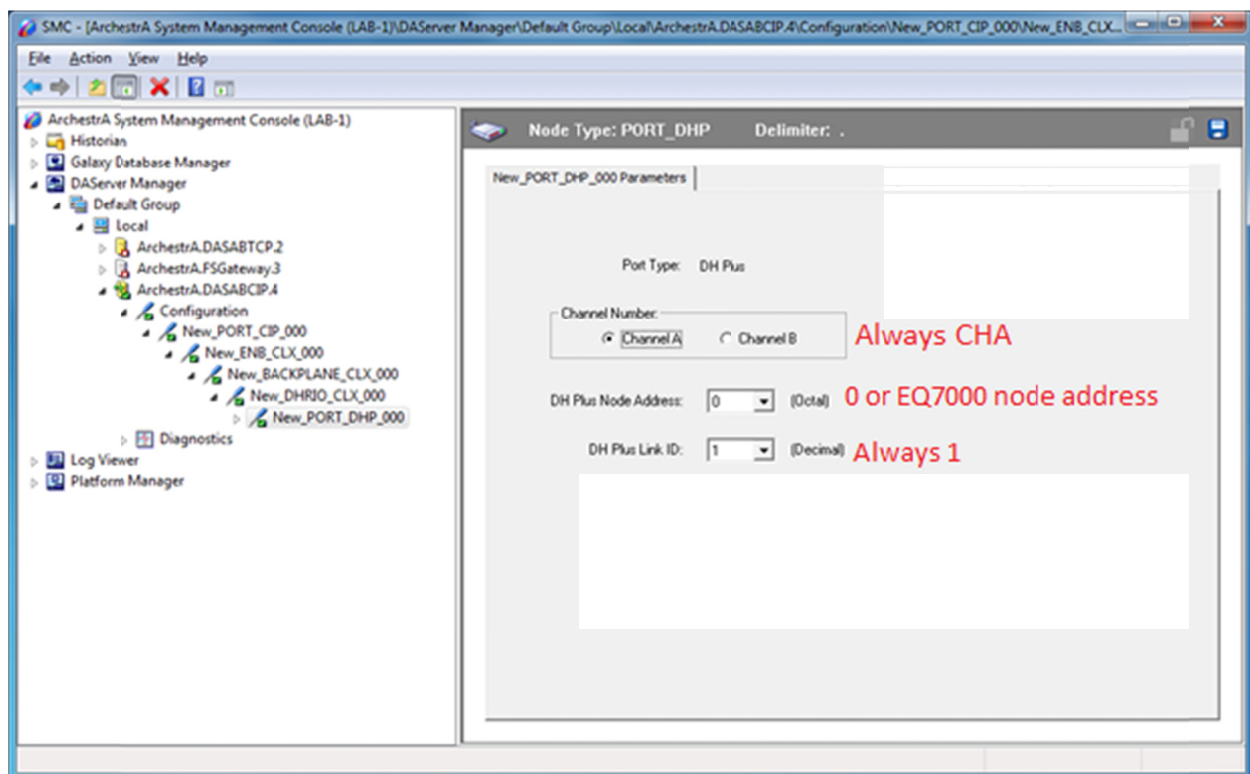 SMC - [ArchestrA System Management Console (LAB-1)\DAServer Manager\Default Group\Local\ArchestrA.DASABCIP.4\Configuration\New_PORT_CIP_000\New_ENB_CLX...
File Action View Help
ArchestrA System Management Console (LAB-1)
Historian
Galaxy Database Manager
DAServer Manager
Default Group
Local
ArchestrA.DASABTCP.2
ArchestrA.FSGateway.3
ArchestrA.DASABCIP.4
Configuration
New_PORT_CIP_000
New_ENB_CLX_000
New_BACKPLANE_CLX_000
New_DHRIO_CLX_000
New_PORT_DHP_000
Diagnostics
Log Viewer
Platform Manager
Node Type: PORT_DHP Delimiter: .
New_PORT_DHP_000 Parameters
Port Type: DH Plus
Channel Number:
Channel A Channel B Always CHA
DH Plus Node Address: 0 (Octal) 0 or EQ7000 node address
DH Plus Link ID: 1 (Decimal) Always 1